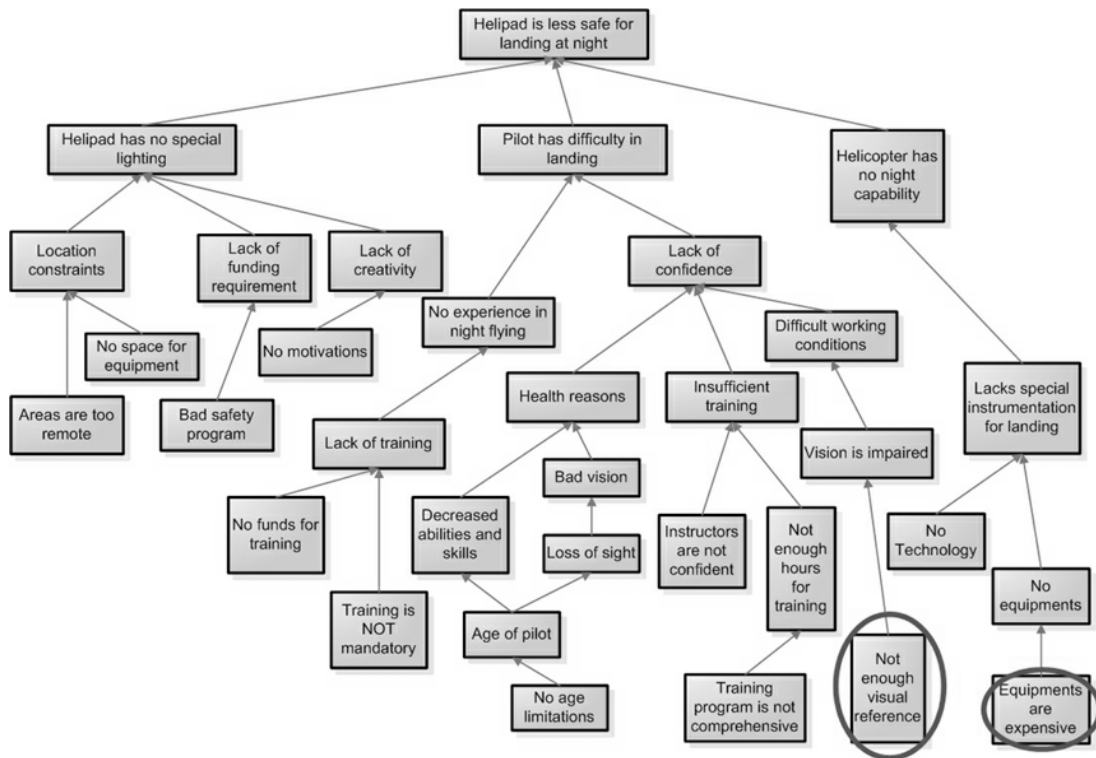 Helipad is less safe for
landing at night
Helipad has no special
lighting
Pilot has difficulty in
landing
Helicopter has
no night
capability
Location
constraints
Lack of
funding
requirement
Lack of
creativity
Lack of
confidence
No experience in
night flying
No space for
equipment
No motivations
Difficult working
conditions
Areas are too
remote
Bad safety
program
Health reasons
Insufficient
training
Lacks special
instrumentation
for landing
Lack of training
Vision is impaired
Bad vision
No funds for
training
Decreased
abilities and
skills
Loss of sight
Instructors are
not confident
Not
enough
hours
for
training
No
Technology
No
equipments
Training is
NOT
mandatory
Age of pilot
No age
limitations
Training
program is not
comprehensive
Not
enough
visual
reference
Equipments
are
expensive